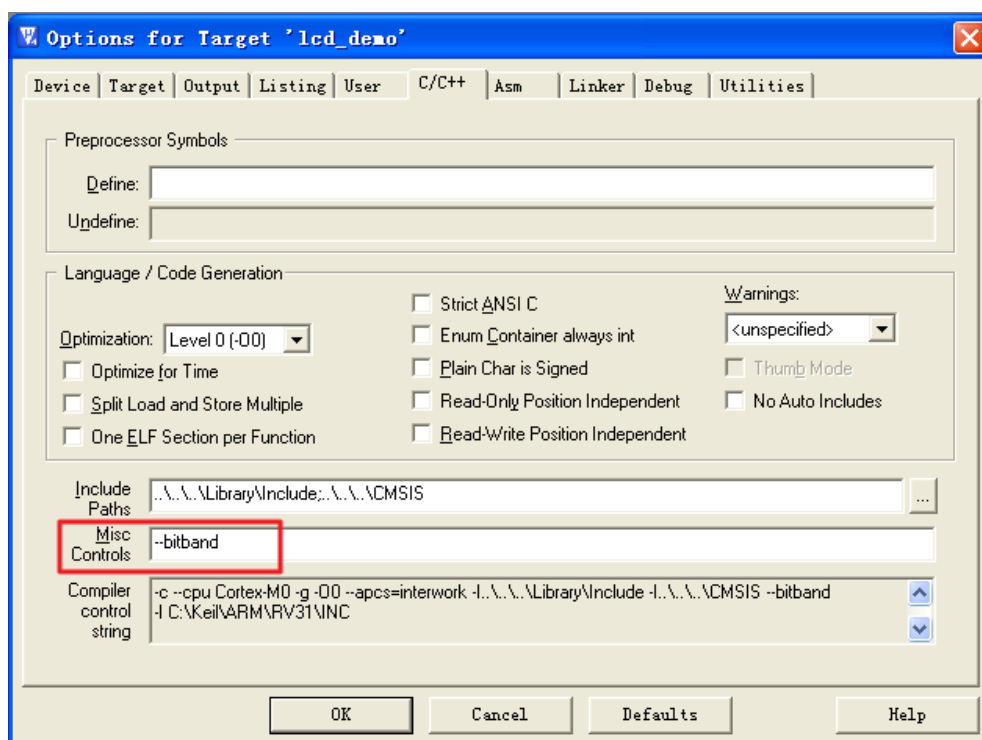 Options for Target 'lcd_demo'
Device Target Output Listing User C/C++ Asm Linker Debug Utilities
Preprocessor Symbols
Define:
Undefine:
Language / Code Generation
Optimization: Level 0 (-O0)
Optimize for Time
Split Load and Store Multiple
One ELF Section per Function
Strict ANSI C
Enum Container always int
Plain Char is Signed
Read-Only Position Independent
Read-Write Position Independent
Warnings:
<unspecified>
Thumb Mode
No Auto Includes
Include
Paths
..\..\..\Library\Include;..\..\..\CMSIS
...
Misc
Controls
--bitband
Compiler
control
string
-c --cpu Cortex-M0 -g -O0 --apcs=interwork -I..\..\..\Library\Include -I..\..\..\CMSIS --bitband
-I C:\Keil\ARM\RV31\INC
OK Cancel Defaults Help